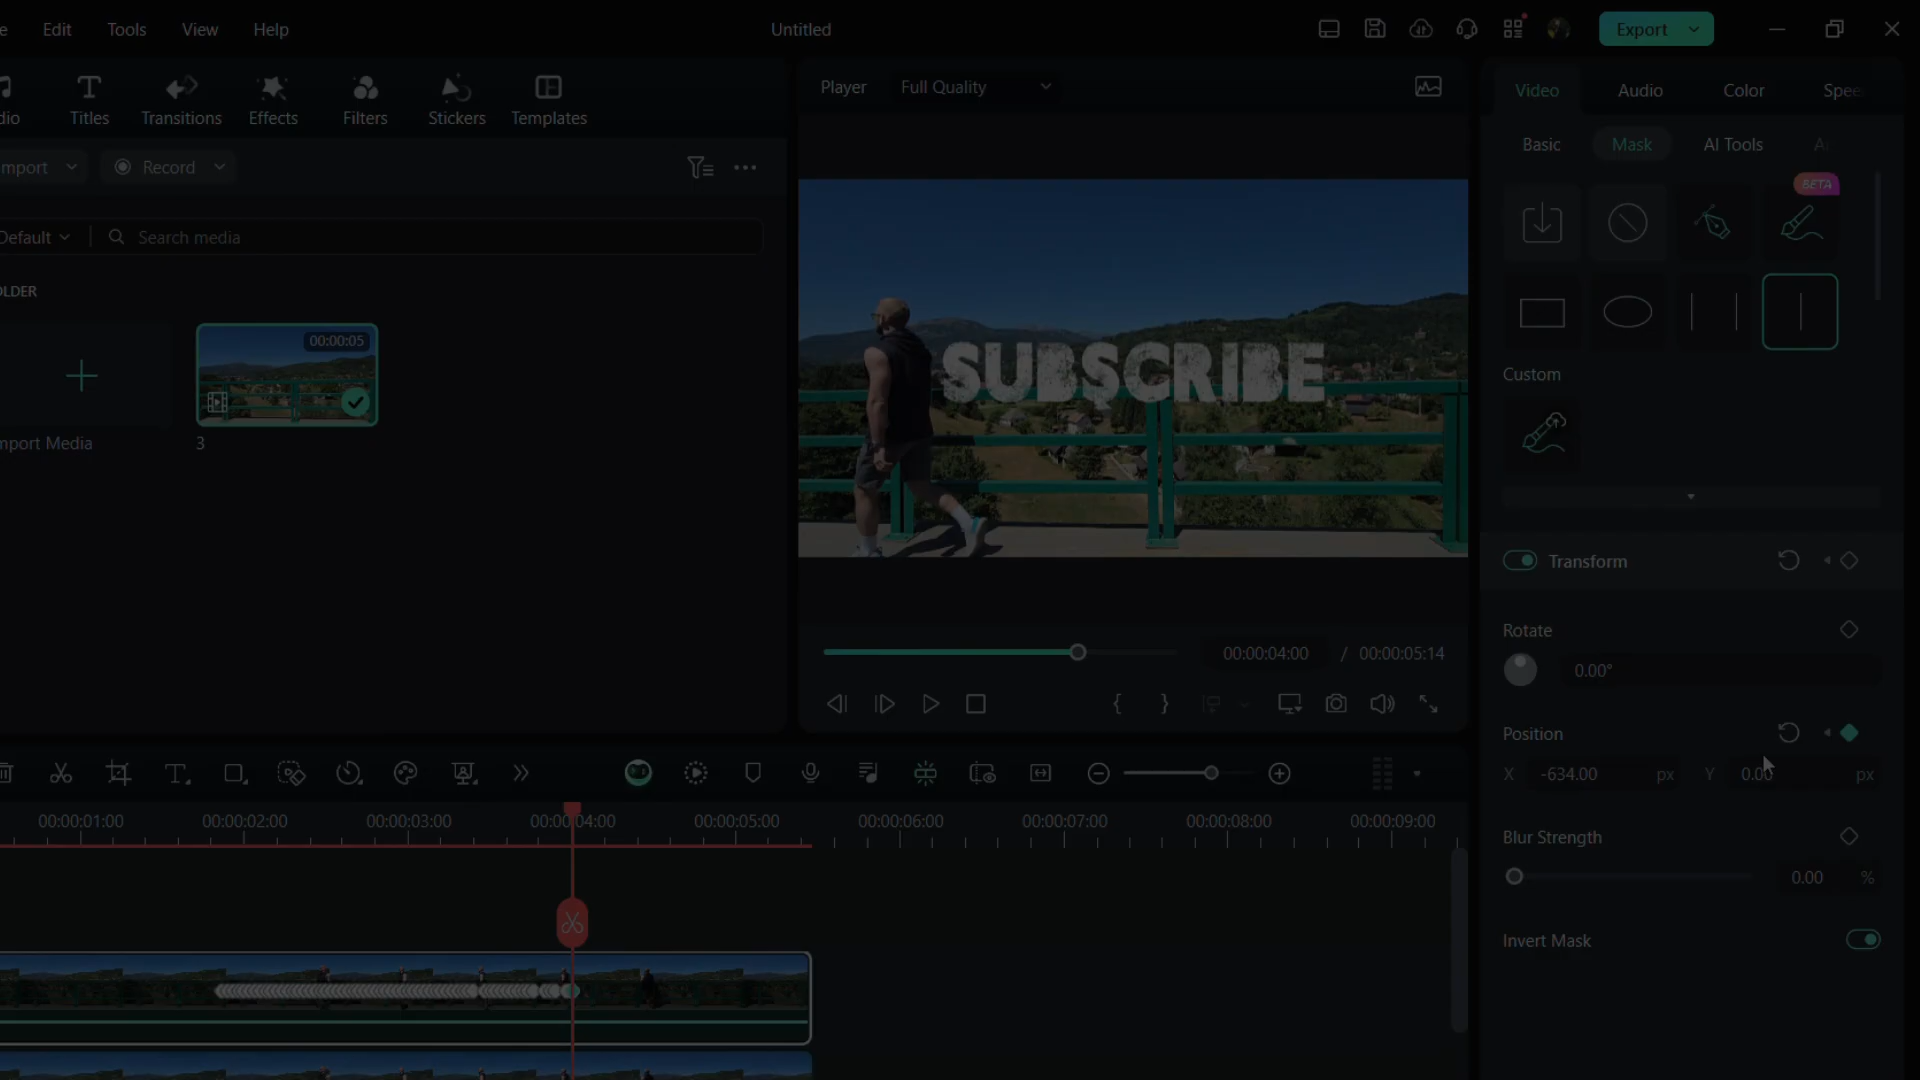 Edit Tools View Help
Untitled
Export
Titles Transitions Effects Filters Stickers Templates
Record
Default
Search media
00:00:05
3
Player Full Quality
SUBSCRIBE
00:00:04:00 / 00:00:05:14
Video Audio Color
Basic Mask AI Tools
BETA
Custom
Transform
Rotate
0.00°
Position
X -634.00 px Y 0.00 px
Blur Strength
0.00 %
Invert Mask
00:00:01:00 00:00:02:00 00:00:03:00 00:00:04:00 00:00:05:00 00:00:06:00 00:00:07:00 00:00:08:00 00:00:09:00